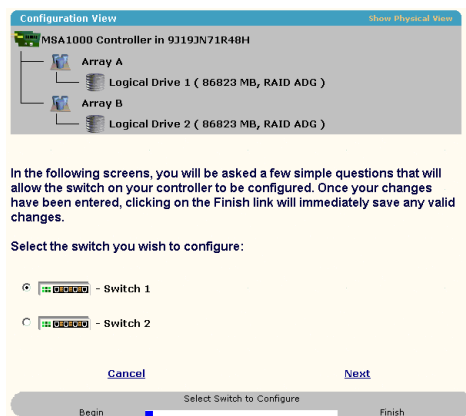 Configuration View
Show Physical View
MSA1000 Controller in 9J19JN71R48H
Array A
Logical Drive 1 ( 86823 MB, RAID ADG )
Array B
Logical Drive 2 ( 86823 MB, RAID ADG )
In the following screens, you will be asked a few simple questions that will
allow the switch on your controller to be configured. Once your changes
have been entered, clicking on the Finish link will immediately save any valid
changes.
Select the switch you wish to configure:
- Switch 1
- Switch 2
Cancel
Next
Select Switch to Configure
Begin
Finish